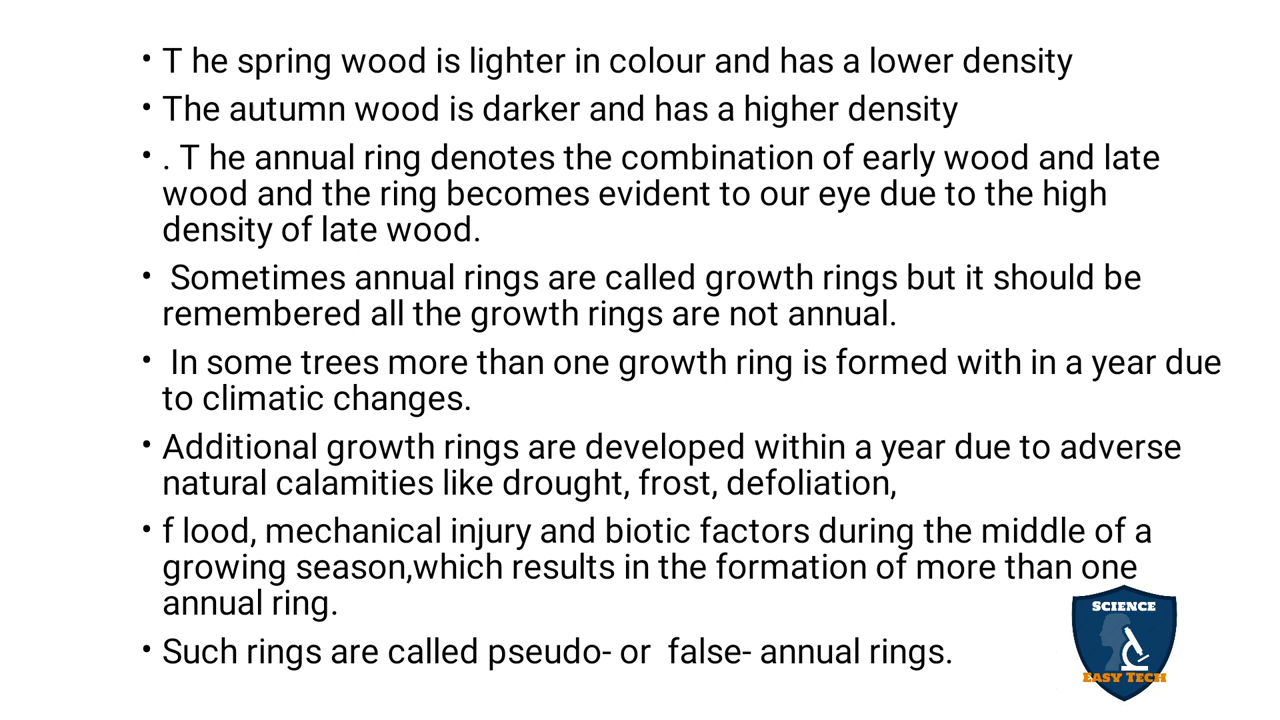 • T he spring wood is lighter in colour and has a lower density
• The autumn wood is darker and has a higher density
• . T he annual ring denotes the combination of early wood and late
wood and the ring becomes evident to our eye due to the high
density of late wood.
• Sometimes annual rings are called growth rings but it should be
remembered all the growth rings are not annual.
• In some trees more than one growth ring is formed with in a year due
to climatic changes.
• Additional growth rings are developed within a year due to adverse
natural calamities like drought, frost, defoliation,
• f lood, mechanical injury and biotic factors during the middle of a
growing season,which results in the formation of more than one
annual ring.
• Such rings are called pseudo- or  false- annual rings.
SCIENCE
EASY TECH